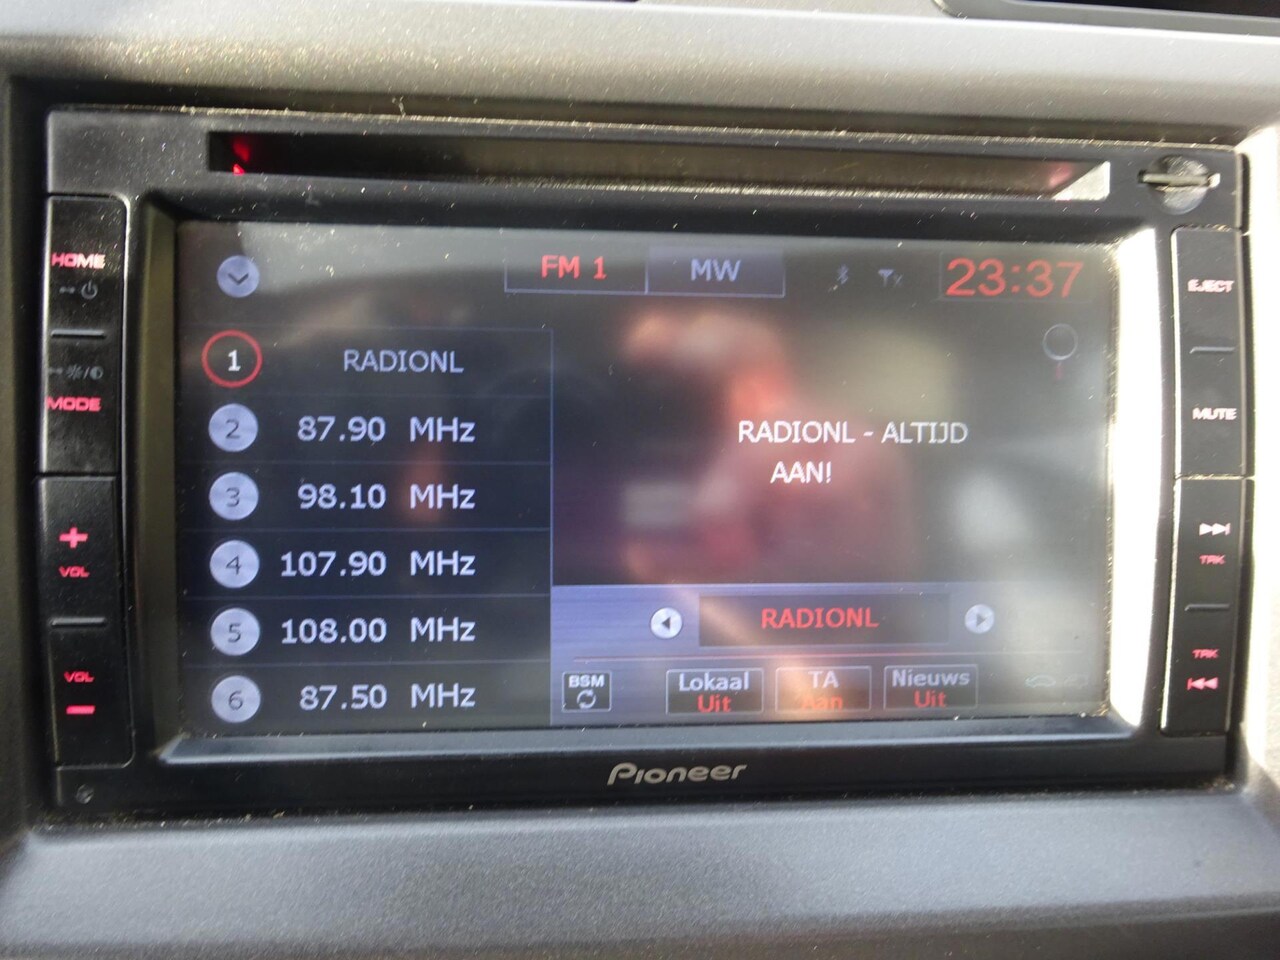 HOME
MODE
+
VOL
VOL
-
FM 1
MW
23:37
1 RADIONL
2 87.90 MHz
3 98.10 MHz
4 107.90 MHz
5 108.00 MHz
6 87.50 MHz
RADIONL - ALTIJD
AAN!
RADIONL
BSM
Lokaal
Uit
TA
Aan
Nieuws
Uit
EJECT
MUTE
TRK
TRK
Pioneer